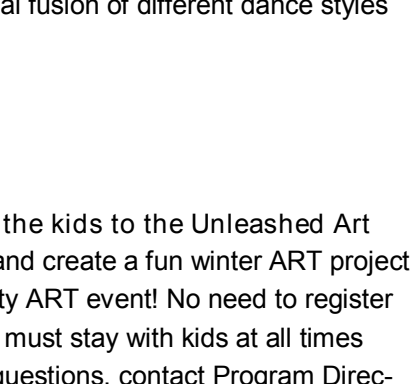 al fusion of different dance styles
the kids to the Unleashed Art
and create a fun winter ART project
ty ART event! No need to register
must stay with kids at all times
questions, contact Program Direc-